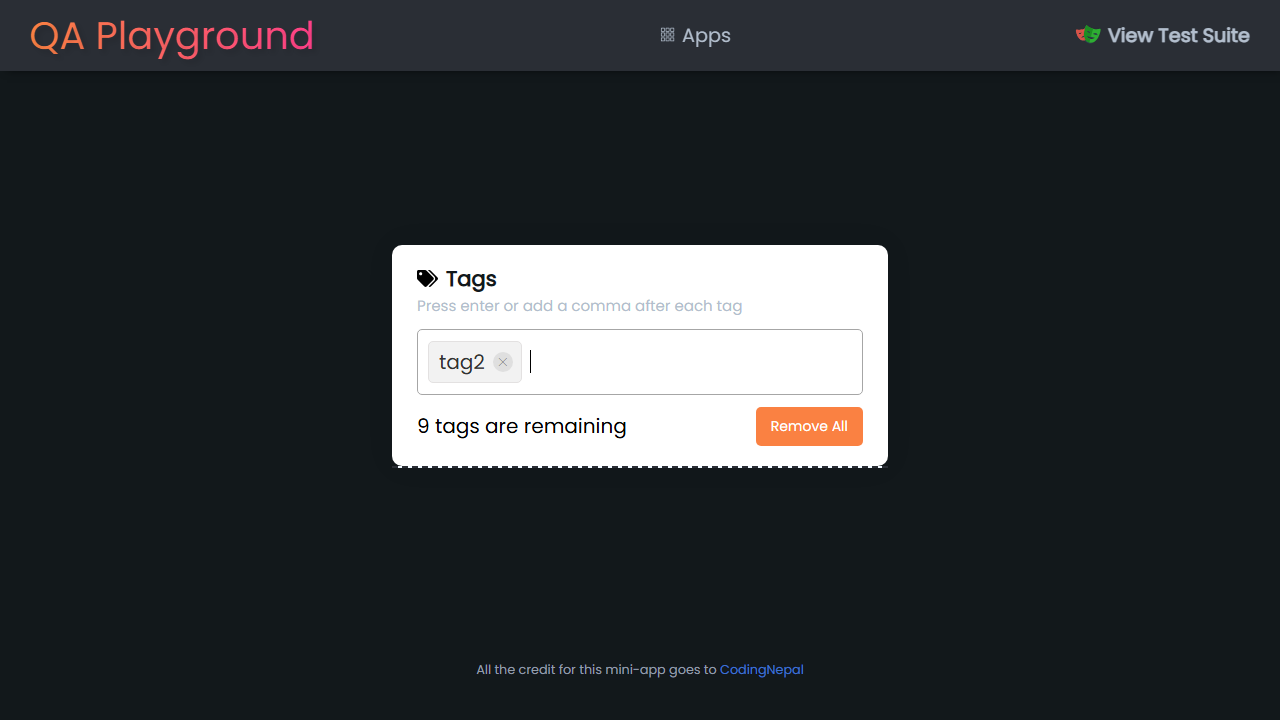 QA Playground
Apps
View Test Suite
Tags
Press enter or add a comma after each tag
tag2
9 tags are remaining
Remove All
All the credit for this mini-app goes to CodingNepal